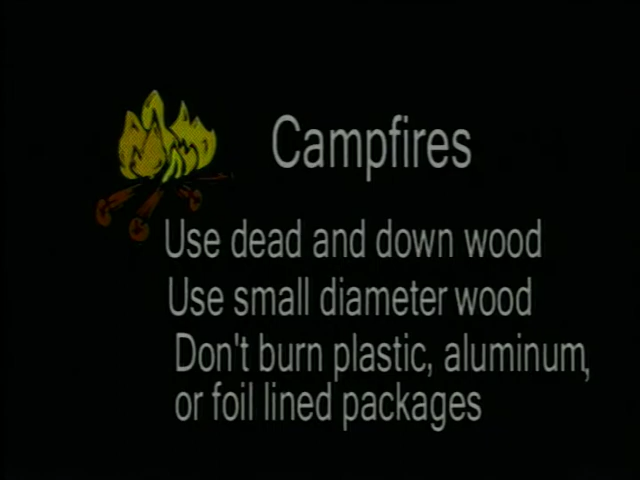 Campfires
Use dead and down wood
Use small diameter wood
Don't burn plastic, aluminum,
or foil lined packages